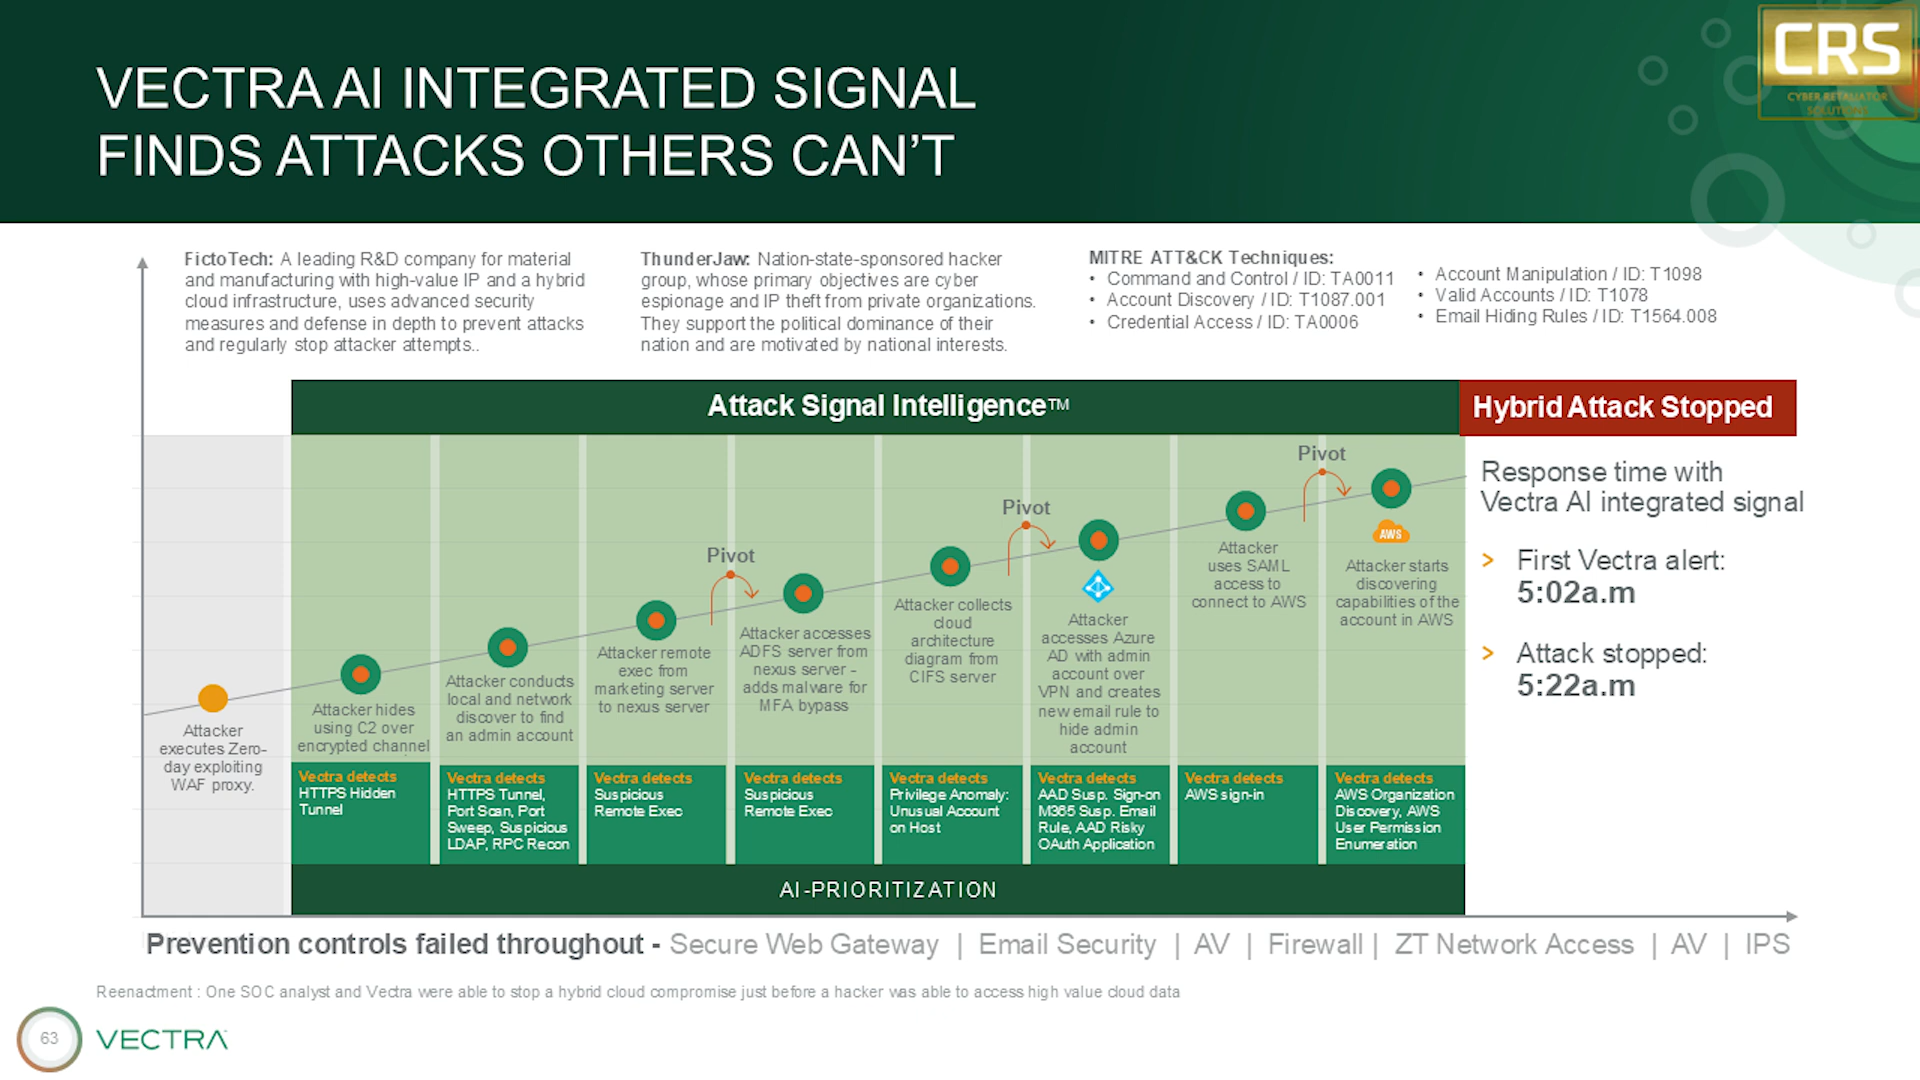 VECTRA AI INTEGRATED SIGNAL
FINDS ATTACKS OTHERS CAN'T
CRS
CYBER RETALIATOR
SOLUTIONS
FictoTech: A leading R&D company for material
and manufacturing with high-value IP and a hybrid
cloud infrastructure, uses advanced security
measures and defense in depth to prevent attacks
and regularly stop attacker attempts..
ThunderJaw: Nation-state-sponsored hacker
group, whose primary objectives are cyber
espionage and IP theft from private organizations.
They support the political dominance of their
nation and are motivated by national interests.
MITRE ATT&CK Techniques:
• Command and Control / ID: TA0011
• Account Discovery / ID: T1087.001
• Credential Access / ID: TA0006
• Account Manipulation / ID: T1098
• Valid Accounts / ID: T1078
• Email Hiding Rules / ID: T1564.008
Attack Signal Intelligence™
Hybrid Attack Stopped
Attacker
executes Zero-
day exploiting
WAF proxy.
Attacker hides
using C2 over
encrypted channel
Attacker conducts
local and network
discover to find
an admin account
Attacker remote
exec from
marketing server
to nexus server
Pivot
Attacker accesses
ADFS server from
nexus server -
adds malware for
MFA bypass
Attacker collects
cloud
architecture
diagram from
CIFS server
Pivot
Attacker
accesses Azure
AD with admin
account over
VPN and creates
new email rule to
hide admin
account
Attacker
uses SAML
access to
connect to AWS
Pivot
AWS
Attacker starts
discovering
capabilities of the
account in AWS
Vectra detects
HTTPS Hidden
Tunnel
Vectra detects
HTTPS Tunnel,
Port Scan, Port
Sweep, Suspicious
LDAP, RPC Recon
Vectra detects
Suspicious
Remote Exec
Vectra detects
Suspicious
Remote Exec
Vectra detects
Privilege Anomaly:
Unusual Account
on Host
Vectra detects
AAD Susp. Sign-on
M365 Susp. Email
Rule, AAD Risky
OAuth Application
Vectra detects
AWS sign-in
Vectra detects
AWS Organization
Discovery, AWS
User Permission
Enumeration
AI-PRIORITIZATION
Response time with
Vectra AI integrated signal
> First Vectra alert:
5:02a.m
> Attack stopped:
5:22a.m
Prevention controls failed throughout - Secure Web Gateway | Email Security | AV | Firewall | ZT Network Access | AV | IPS
Reenactment : One SOC analyst and Vectra were able to stop a hybrid cloud compromise just before a hacker was able to access high value cloud data
63
VECTRA